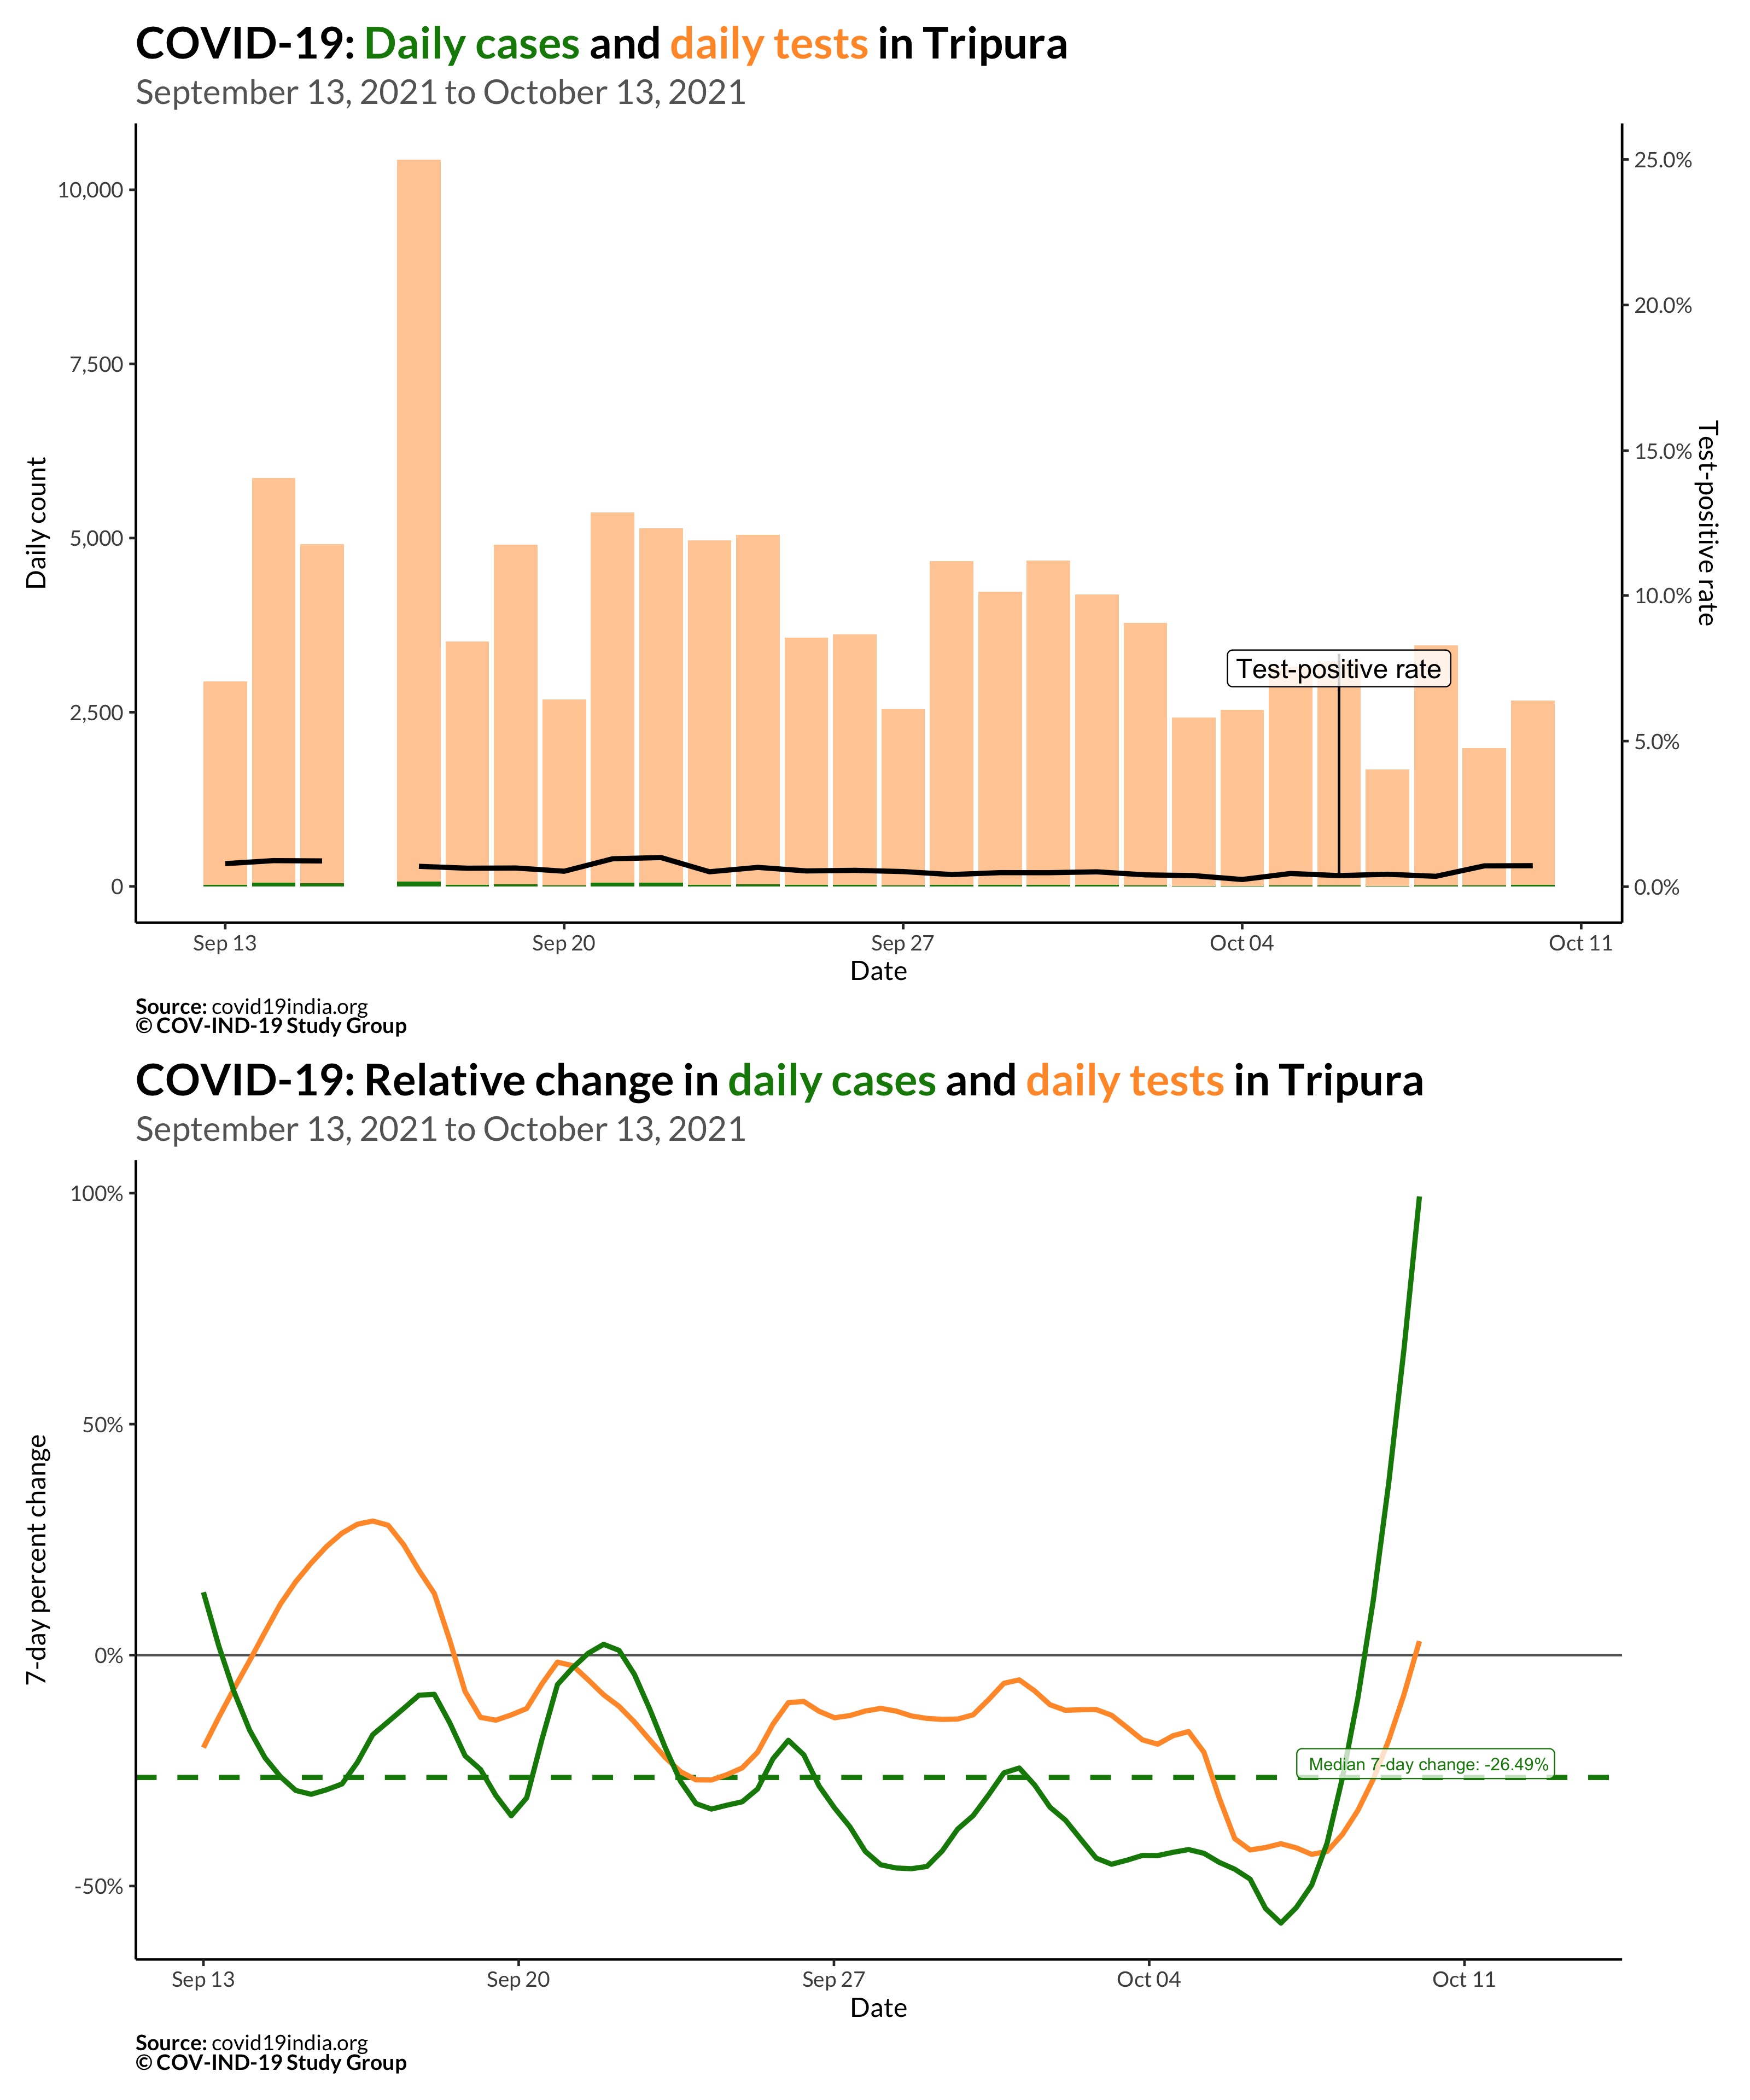 COVID-19: Daily cases and daily tests in Tripura
September 13, 2021 to October 13, 2021
10,000
7,500
5,000
2,500
0
Daily count
25.0%
20.0%
15.0%
10.0%
5.0%
0.0%
Test-positive rate
Test-positive rate
Sep 13
Sep 20
Sep 27
Oct 04
Oct 11
Date
Source: covid19india.org
© COV-IND-19 Study Group
COVID-19: Relative change in daily cases and daily tests in Tripura
September 13, 2021 to October 13, 2021
100%
50%
0%
-50%
7-day percent change
Median 7-day change: -26.49%
Sep 13
Sep 20
Sep 27
Oct 04
Oct 11
Date
Source: covid19india.org
© COV-IND-19 Study Group